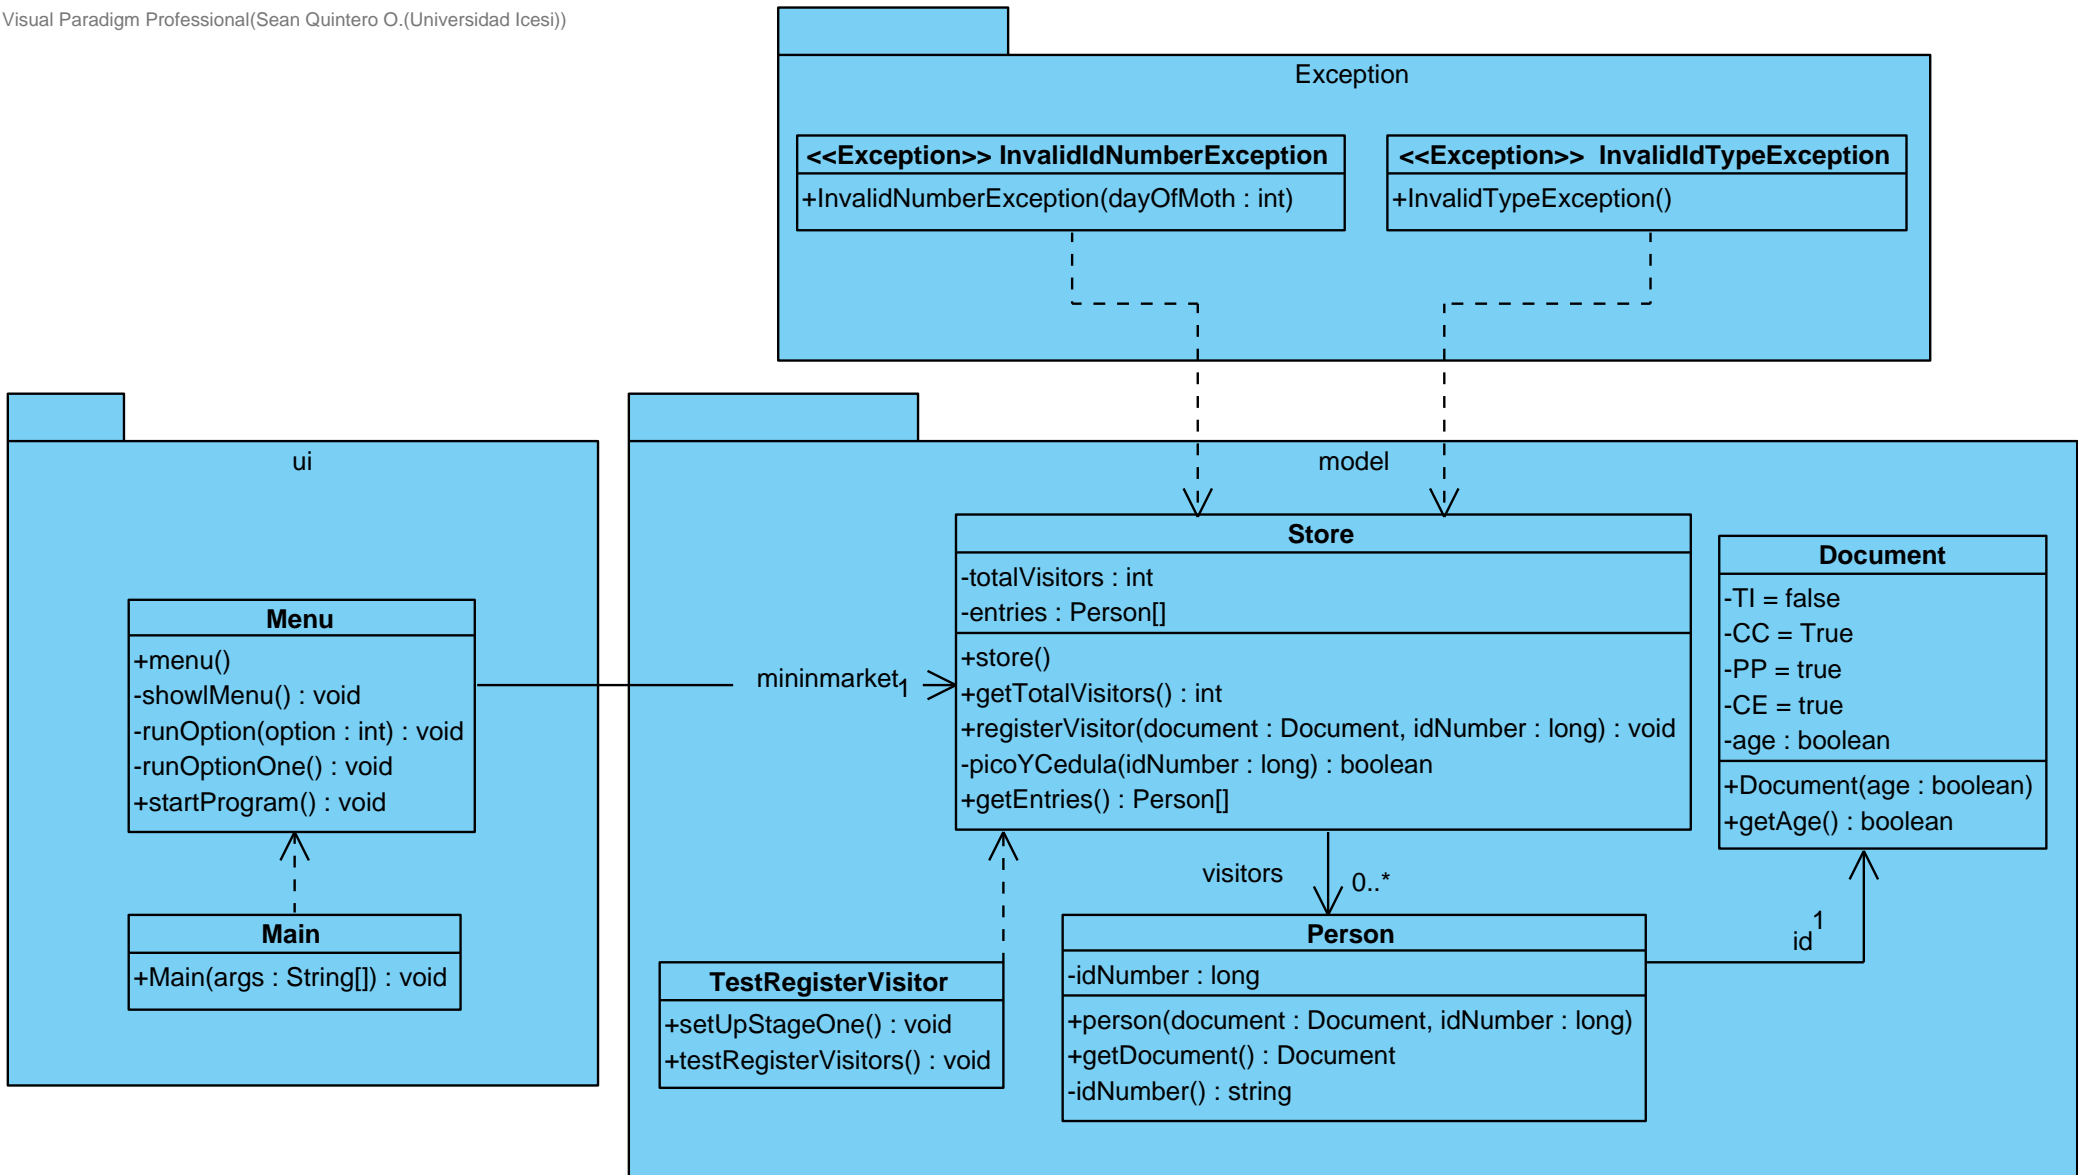 Visual Paradigm Professional(Sean Quintero O.(Universidad Icesi))
Exception
<<Exception>> InvalidIdNumberException
+InvalidNumberException(dayOfMoth : int)
<<Exception>> InvalidIdTypeException
+InvalidTypeException()
ui
Menu
+menu()
-showlMenu() : void
-runOption(option : int) : void
-runOptionOne() : void
+startProgram() : void
Main
+Main(args : String[]) : void
mininmarket
1
model
Store
-totalVisitors : int
-entries : Person[]
+store()
+getTotalVisitors() : int
+registerVisitor(document : Document, idNumber : long) : void
-picoYCedula(idNumber : long) : boolean
+getEntries() : Person[]
Document
-TI = false
-CC = True
-PP = true
-CE = true
-age : boolean
+Document(age : boolean)
+getAge() : boolean
visitors
0..*
TestRegisterVisitor
+setUpStageOne() : void
+testRegisterVisitors() : void
Person
-idNumber : long
+person(document : Document, idNumber : long)
+getDocument() : Document
-idNumber() : string
id
1